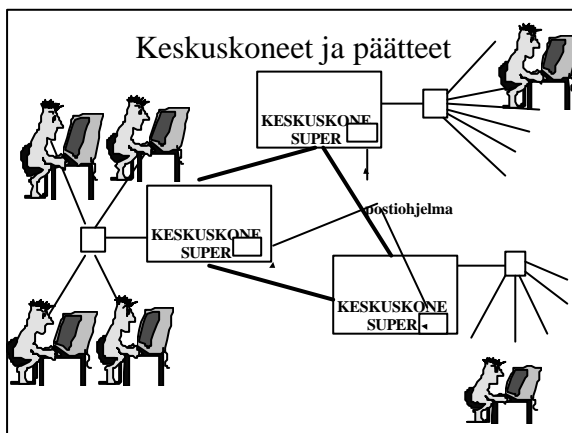 Keskuskoneet ja päätteet
KESKUSKONE
SUPER
postiohjelma
KESKUSKONE
SUPER
KESKUSKONE
SUPER